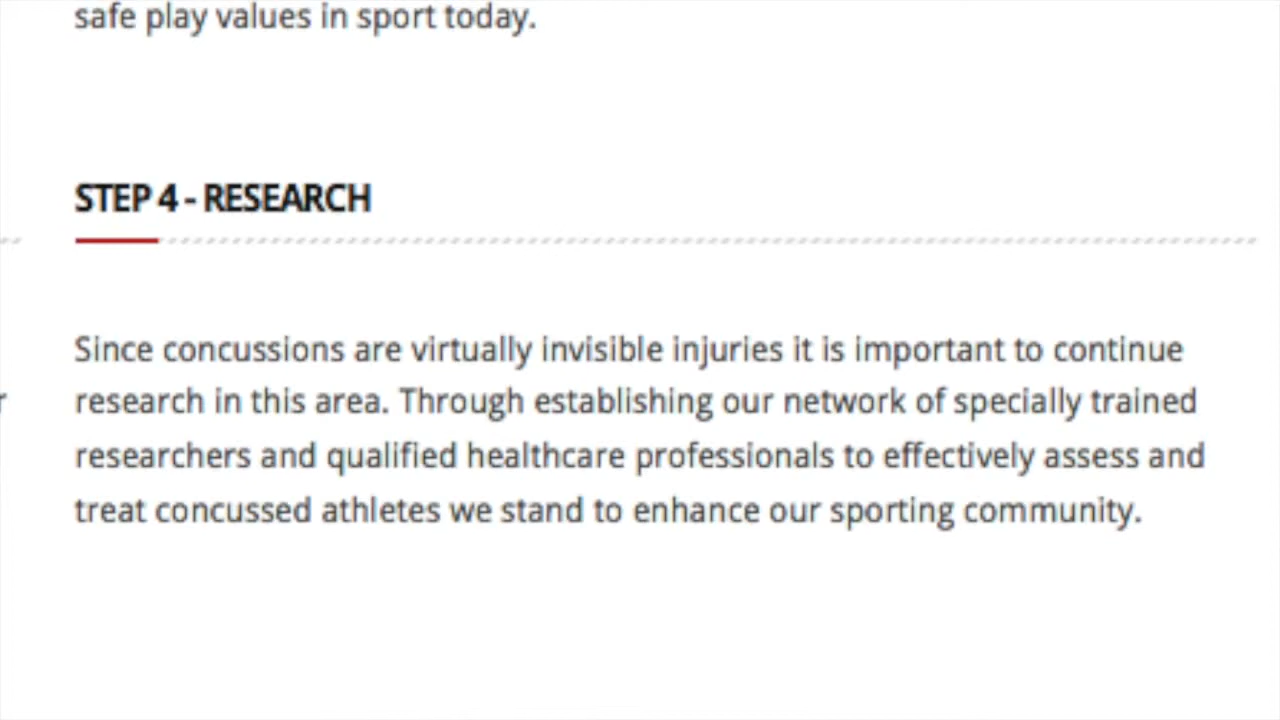 safe play values in sport today.
STEP 4 - RESEARCH
Since concussions are virtually invisible injuries it is important to continue
research in this area. Through establishing our network of specially trained
researchers and qualified healthcare professionals to effectively assess and
treat concussed athletes we stand to enhance our sporting community.